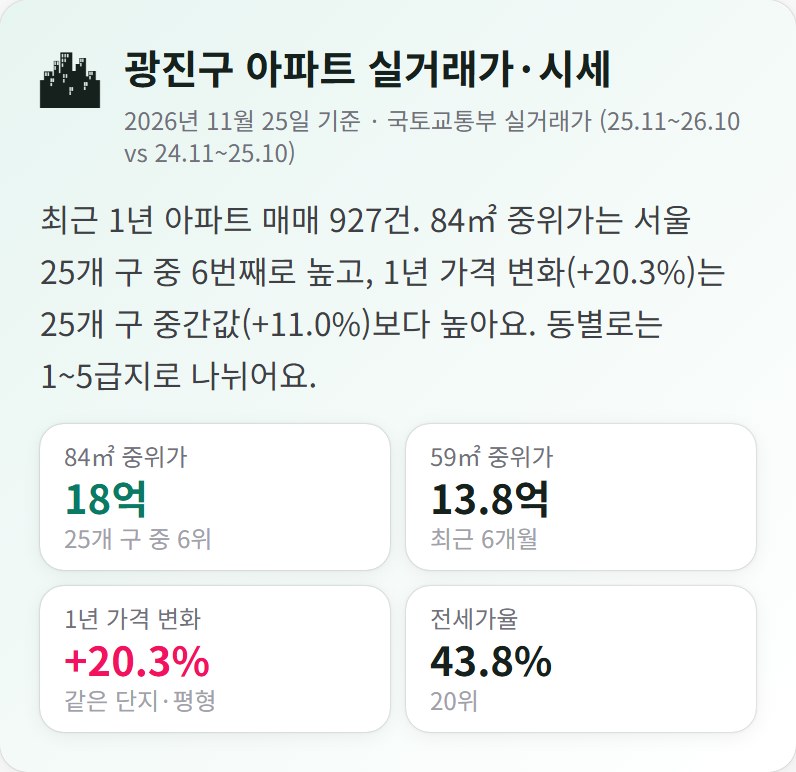 광진구 아파트 실거래가·시세
2026년 11월 25일 기준 · 국토교통부 실거래가 (25.11~26.10
vs 24.11~25.10)
최근 1년 아파트 매매 927건. 84㎡ 중위가는 서울
25개 구 중 6번째로 높고, 1년 가격 변화(+20.3%)는
25개 구 중간값(+11.0%)보다 높아요. 동별로는
1~5급지로 나뉘어요.
84㎡ 중위가
18억
25개 구 중 6위
59㎡ 중위가
13.8억
최근 6개월
1년 가격 변화
+20.3%
같은 단지·평형
전세가율
43.8%
20위